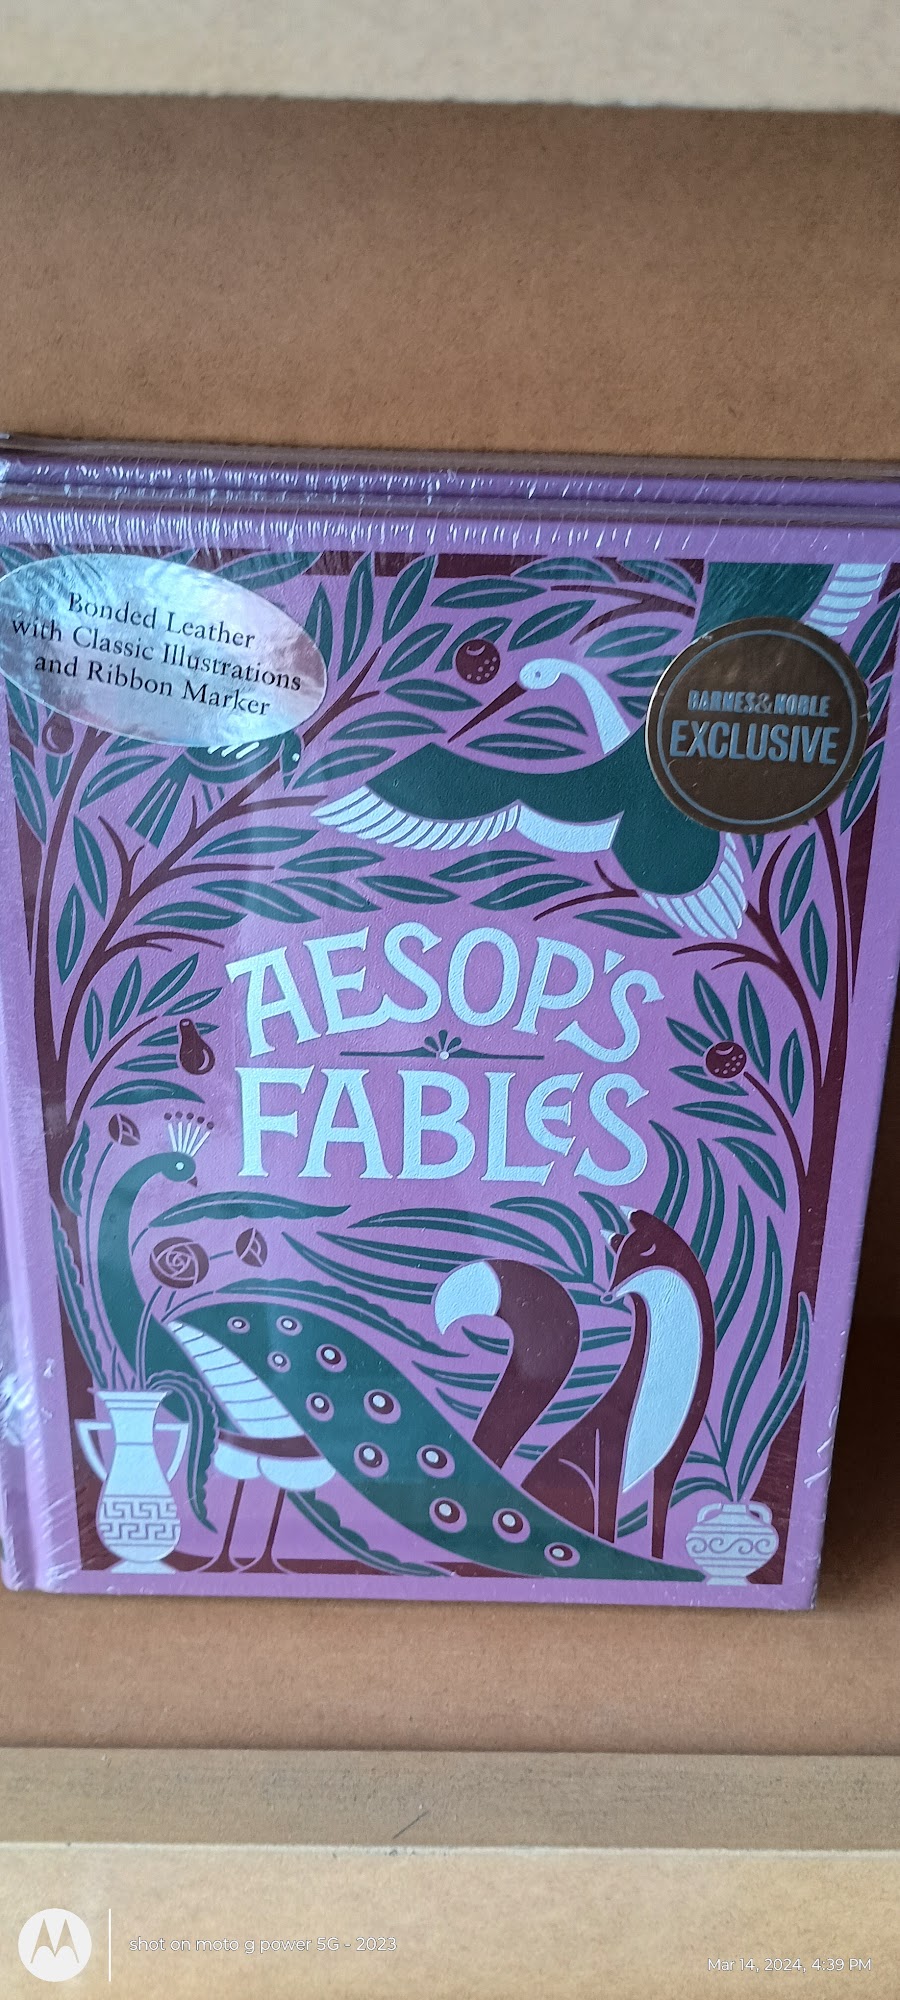 Bonded Leather
with Classic Illustrations
and Ribbon Marker
BARNES&NOBLE
EXCLUSIVE
AESOP'S
FABLES
shot on moto g power 5G - 2023
Mar 14, 2024, 4:39 PM